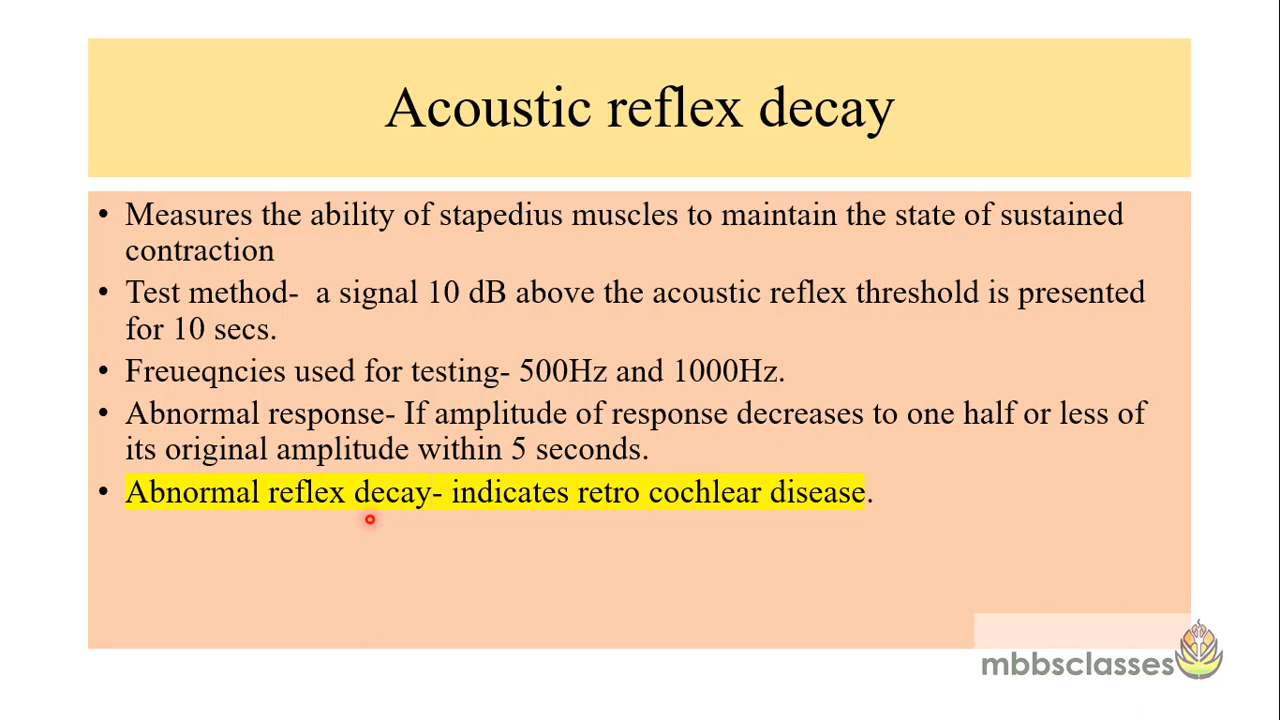 Acoustic reflex decay
• Measures the ability of stapedius muscles to maintain the state of sustained
contraction
• Test method-  a signal 10 dB above the acoustic reflex threshold is presented
for 10 secs.
• Freueqncies used for testing- 500Hz and 1000Hz.
• Abnormal response- If amplitude of response decreases to one half or less of
its original amplitude within 5 seconds.
• Abnormal reflex decay- indicates retro cochlear disease.
mbbsclasses